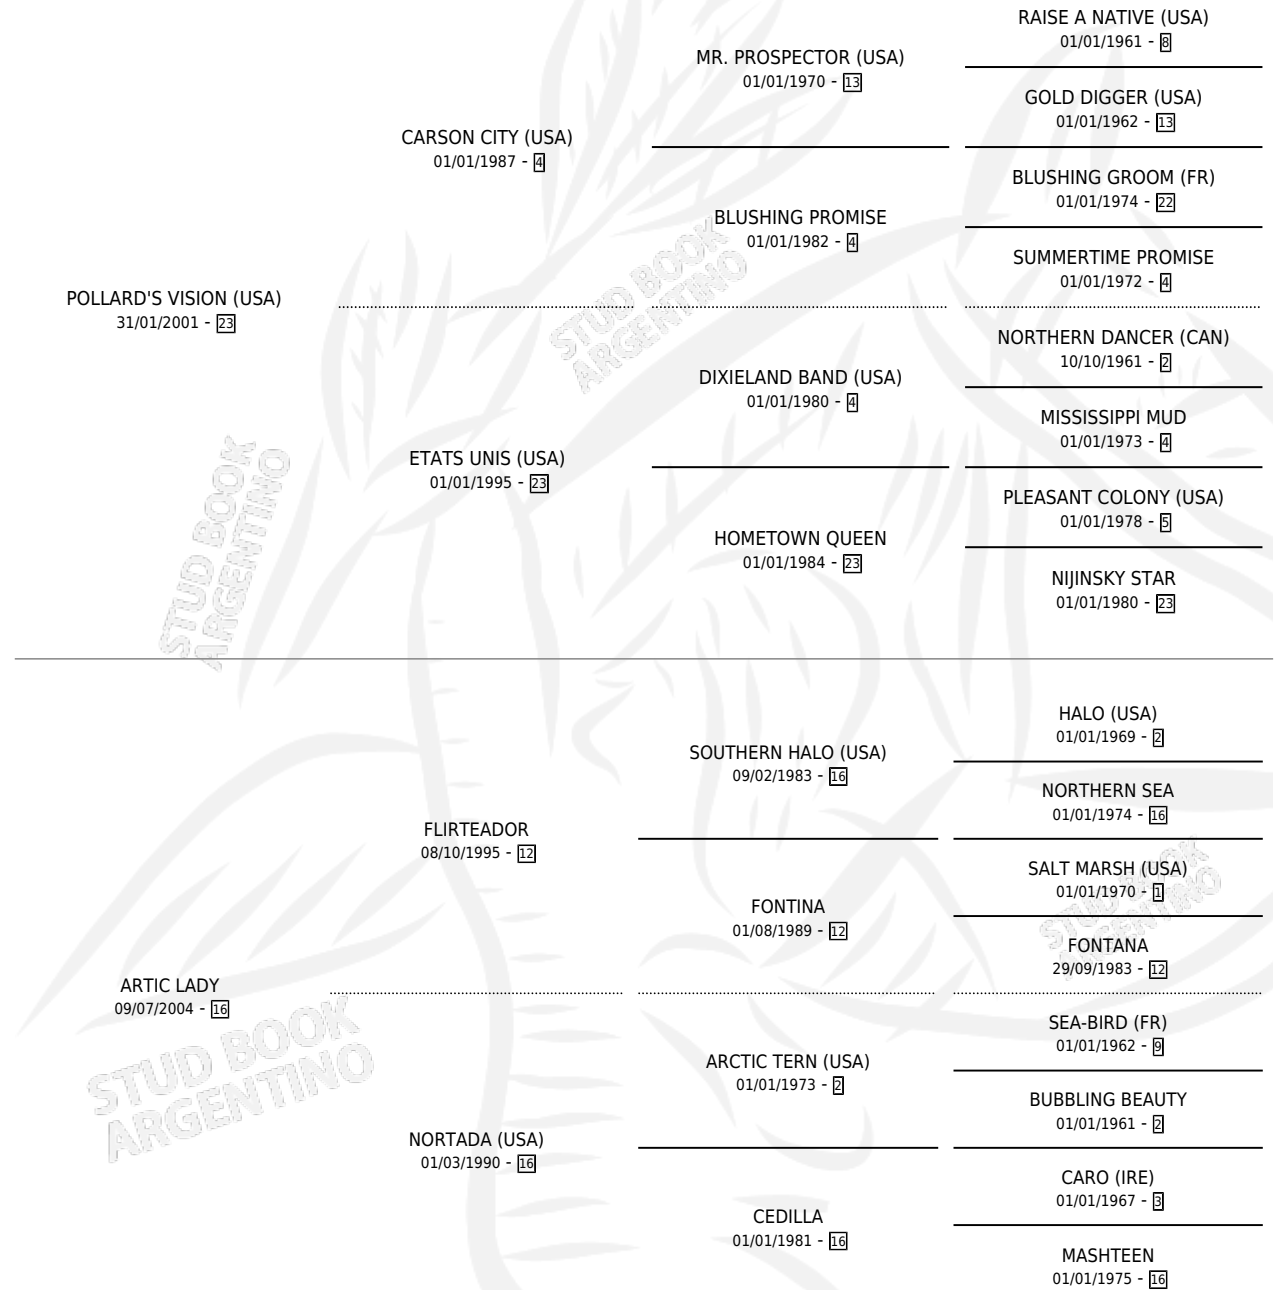 RAISE A NATIVE (USA)
01/01/1961 - 8
MR. PROSPECTOR (USA)
01/01/1970 - 13
GOLD DIGGER (USA)
01/01/1962 - 13
CARSON CITY (USA)
01/01/1987 - 4
BLUSHING GROOM (FR)
01/01/1974 - 22
BLUSHING PROMISE
01/01/1982 - 4
SUMMERTIME PROMISE
01/01/1972 - 4
POLLARD'S VISION (USA)
31/01/2001 - 23
STUD BOOK
ARGENTINO
NORTHERN DANCER (CAN)
10/10/1961 - 2
DIXIELAND BAND (USA)
01/01/1980 - 4
MISSISSIPPI MUD
01/01/1973 - 4
ETATS UNIS (USA)
01/01/1995 - 23
PLEASANT COLONY (USA)
01/01/1978 - 5
HOMETOWN QUEEN
01/01/1984 - 23
NIJINSKY STAR
01/01/1980 - 23
STUD BOOK
ARGENTINO
HALO (USA)
01/01/1969 - 2
SOUTHERN HALO (USA)
09/02/1983 - 16
NORTHERN SEA
01/01/1974 - 16
FLIRTEADOR
08/10/1995 - 12
SALT MARSH (USA)
01/01/1970 - 1
FONTINA
01/08/1989 - 12
STUD BOOK
ARGENTINO
FONTANA
29/09/1983 - 12
ARTIC LADY
09/07/2004 - 16
SEA-BIRD (FR)
01/01/1962 - 9
ARCTIC TERN (USA)
01/01/1973 - 2
BUBBLING BEAUTY
01/01/1961 - 2
STUD BOOK
ARGENTINO
NORTADA (USA)
01/03/1990 - 16
CARO (IRE)
01/01/1967 - 3
CEDILLA
01/01/1981 - 16
MASHTEEN
01/01/1975 - 16